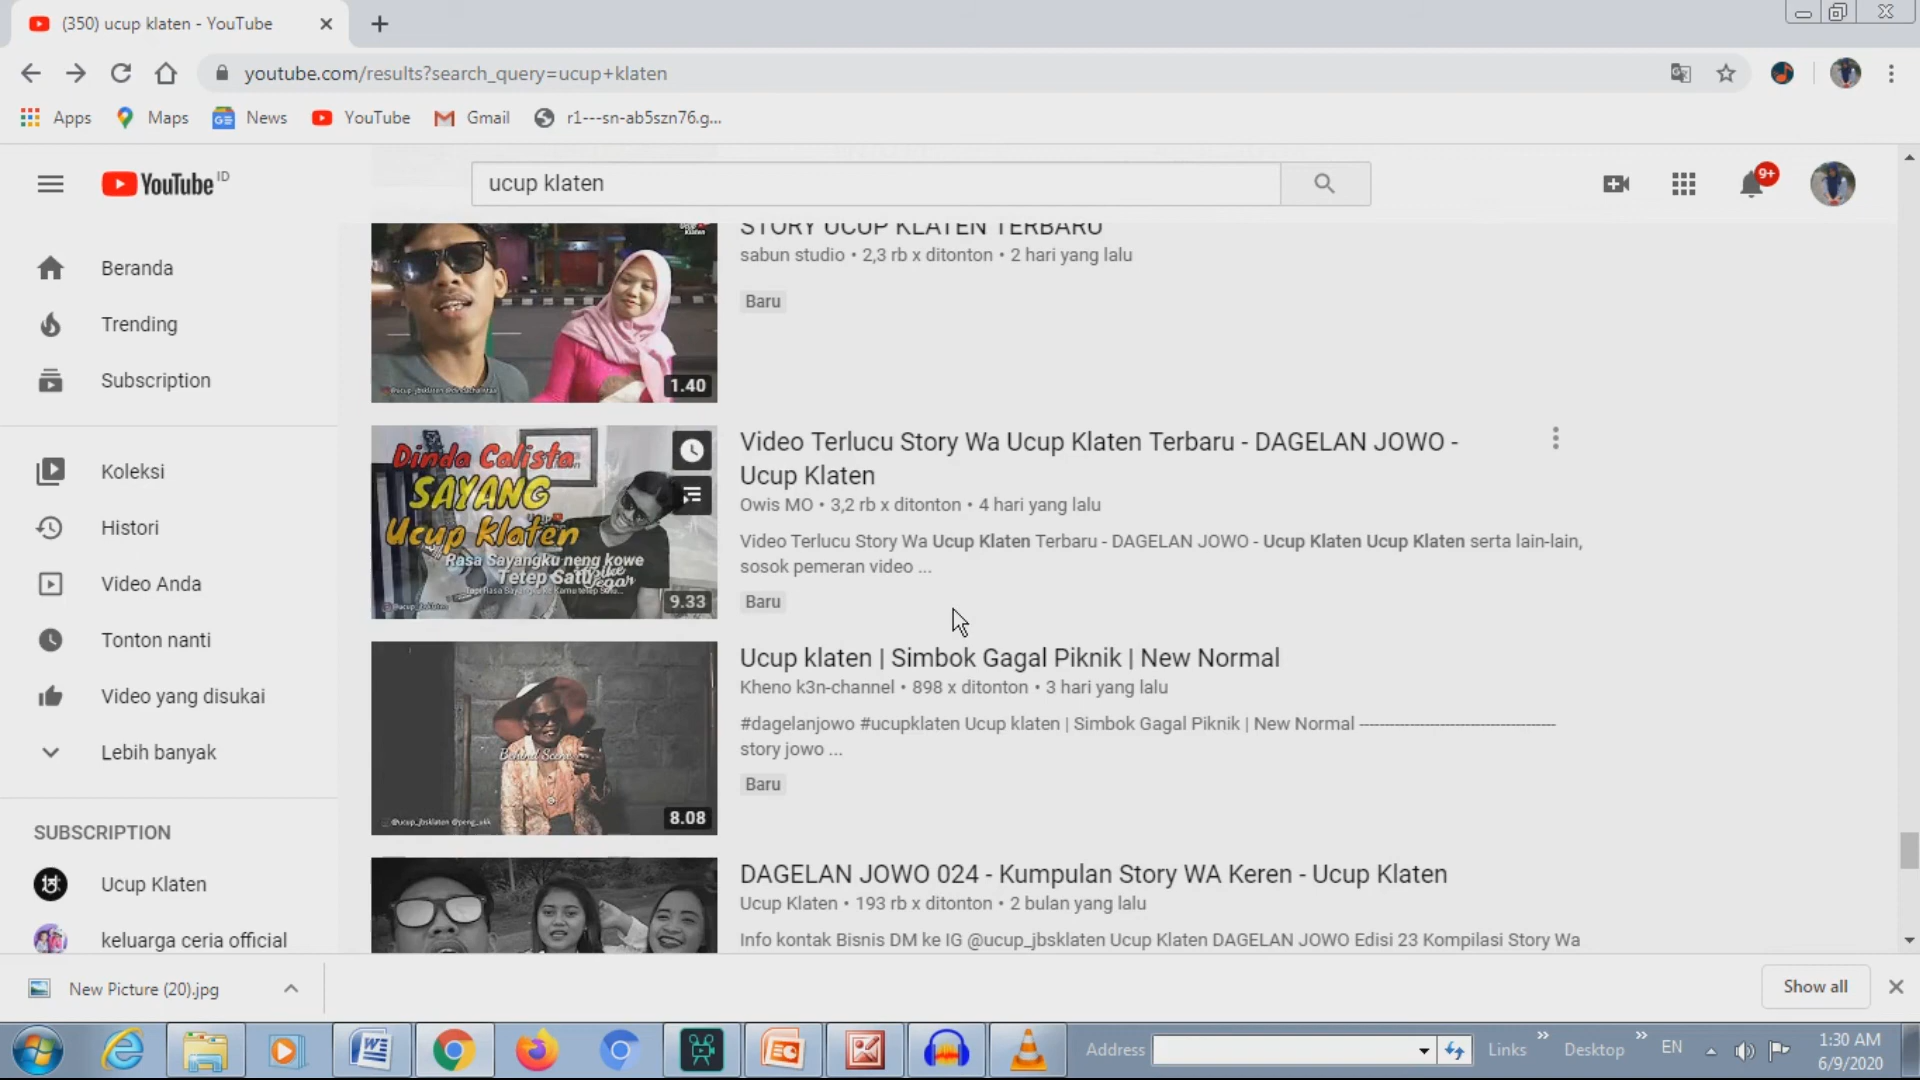 (350) ucup klaten - YouTube
youtube.com/results?search_query=ucup+klaten
Apps Maps News YouTube Gmail r1---sn-ab5szn76.g...
YouTube ID
ucup klaten
9+
Beranda
Trending
Subscription
Koleksi
Histori
Video Anda
Tonton nanti
Video yang disukai
Lebih banyak
SUBSCRIPTION
Ucup Klaten
keluarga ceria official
STORY UCUP KLATEN TERBARU
sabun studio • 2,3 rb x ditonton • 2 hari yang lalu
Baru
1.40
Dinda Calista
SAYANG
Ucup Klaten
Rasa Sayangku neng kowe
Tetep Satu
9.33
Video Terlucu Story Wa Ucup Klaten Terbaru - DAGELAN JOWO -
Ucup Klaten
Owis MO • 3,2 rb x ditonton • 4 hari yang lalu
Video Terlucu Story Wa Ucup Klaten Terbaru - DAGELAN JOWO - Ucup Klaten Ucup Klaten serta lain-lain,
sosok pemeran video ...
Baru
Behind Scene
@ucup_jbsklaten
8.08
Ucup klaten | Simbok Gagal Piknik | New Normal
Kheno k3n-channel • 898 x ditonton • 3 hari yang lalu
#dagelanjowo #ucupklaten Ucup klaten | Simbok Gagal Piknik | New Normal ------------------------------------
story jowo ...
Baru
DAGELAN JOWO 024 - Kumpulan Story WA Keren - Ucup Klaten
Ucup Klaten • 193 rb x ditonton • 2 bulan yang lalu
Info kontak Bisnis DM ke IG @ucup_jbsklaten Ucup Klaten DAGELAN JOWO Edisi 23 Kompilasi Story Wa
New Picture (20).jpg
Show all
Address
Links
Desktop
EN
1:30 AM
6/9/2020